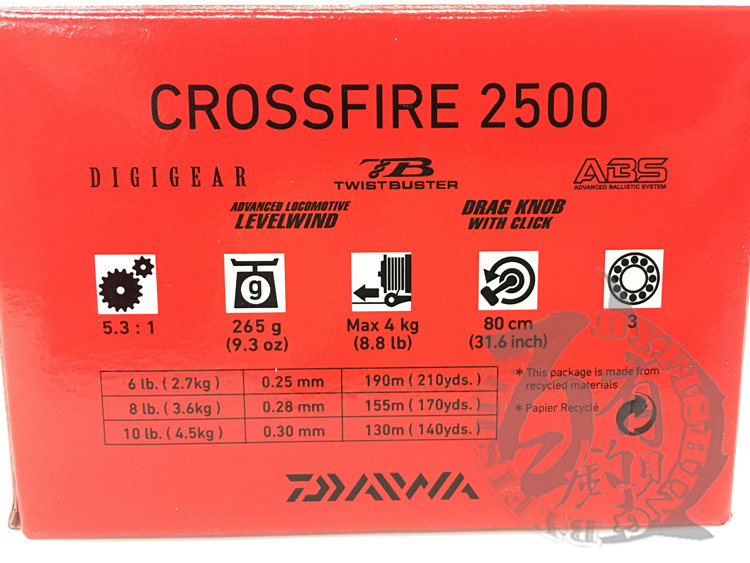 CROSSFIRE 2500
DIGIGEAR
TB
TWISTBUSTER
ABS
ADVANCED BALLISTIC SYSTEM
ADVANCED LOCOMOTIVE
LEVELWIND
DRAG KNOB
WITH CLICK
g
5.3 : 1
265 g
(9.3 oz)
Max 4 kg
(8.8 lb)
80 cm
(31.6 inch)
3
6 lb. ( 2.7kg ) 0.25 mm 190m ( 210yds. )
8 lb. ( 3.6kg ) 0.28 mm 155m ( 170yds. )
10 lb. ( 4.5kg ) 0.30 mm 130m ( 140yds. )
* This package is made from
recycled materials
* Papier Recyclé
DAIWA